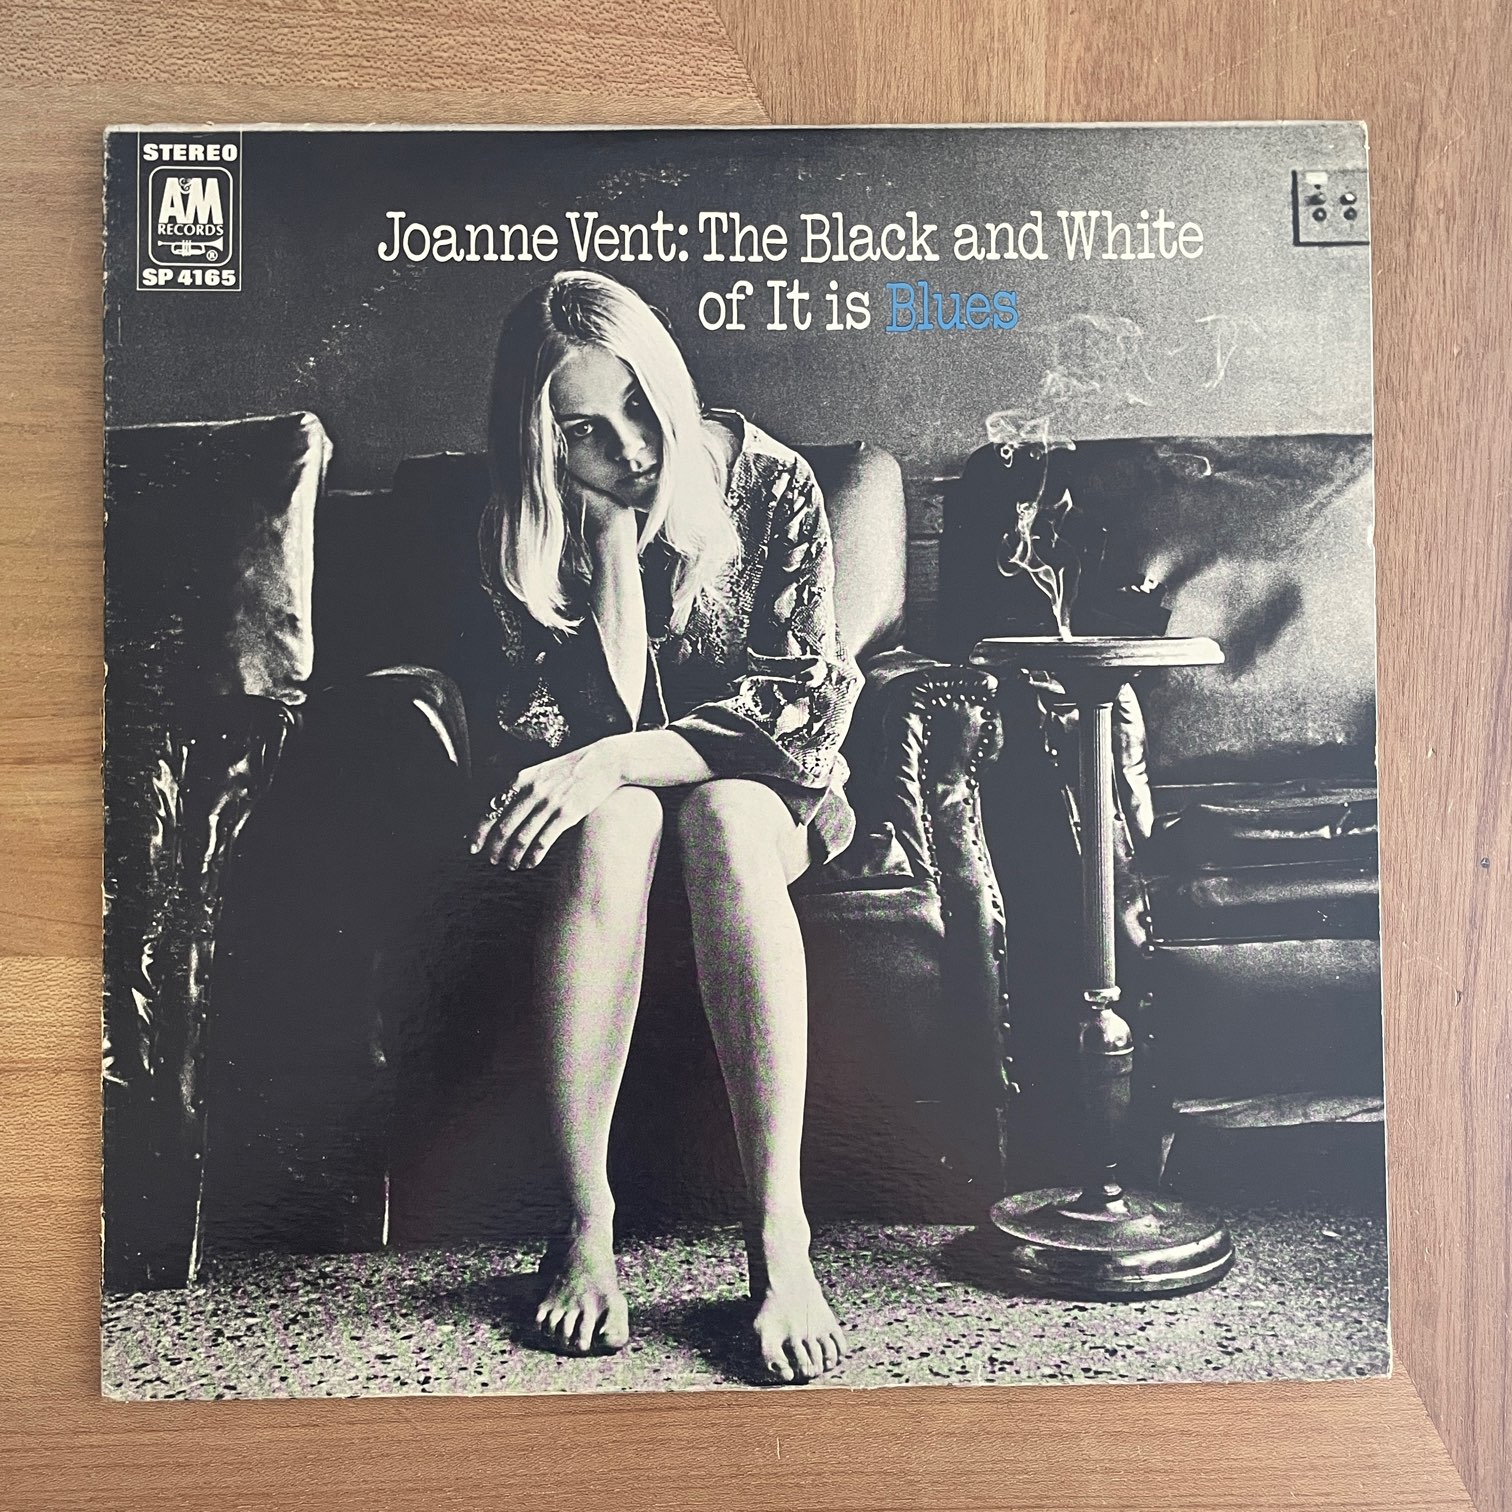 STEREO
A&M
RECORDS
®
SP 4165
Joanne Vent: The Black and White
of It is Blues